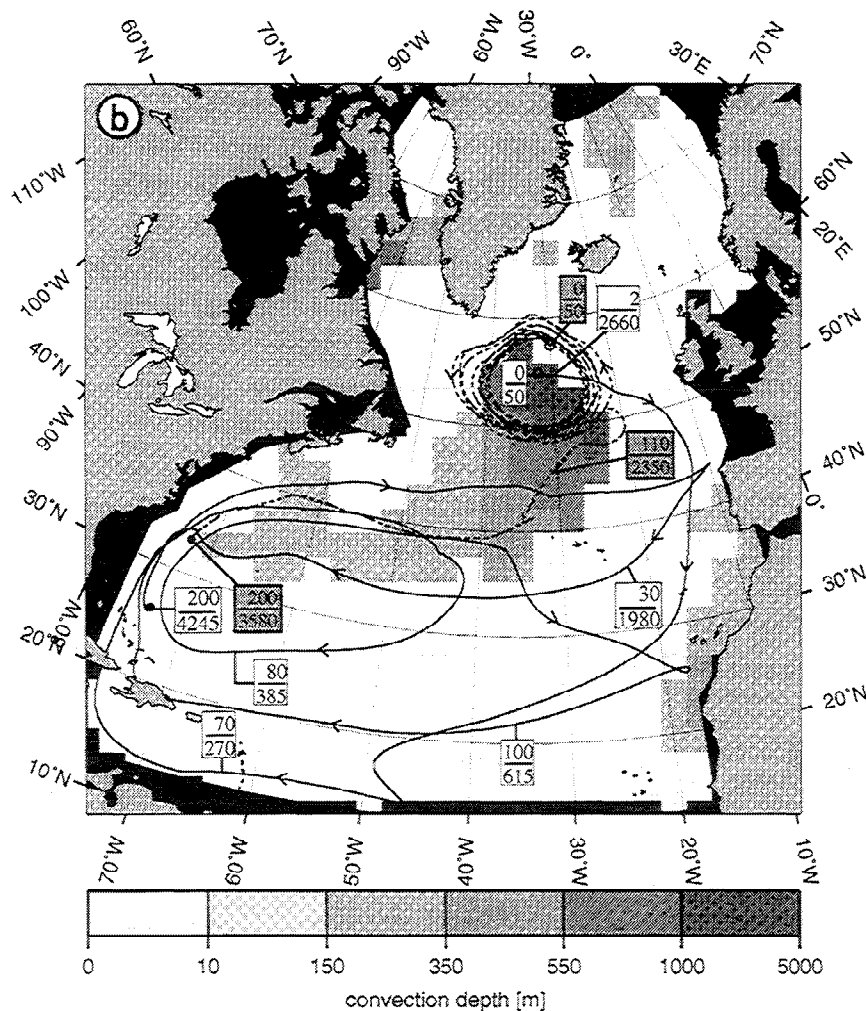 60°N
70°N
90°W
60°W
30°W
0°
30°E
70°N
b
110°W
60°N
20°E
100°W
0
50
2
2660
50°N
40°N
0
50
90°W
110
2350
40°N
0°
30°N
200
4245
200
3580
30
1980
30°N
80°W
20°N
80
385
70
270
100
615
20°N
10°N
70°W
60°W
50°W
40°W
30°W
20°W
10°W
0 10 150 350 550 1000 5000
convection depth [m]